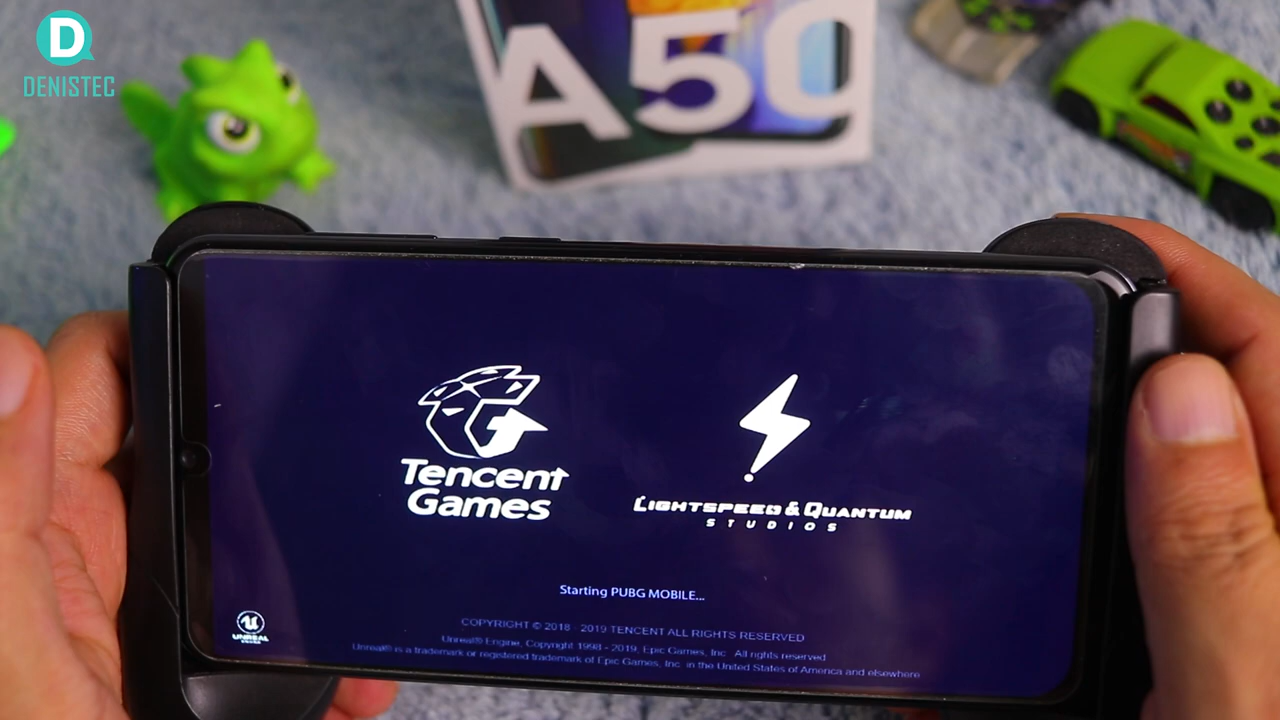 D
DENISTEC
A50
Tencent
Games
LIGHTSPEED & QUANTUM
STUDIOS
Starting PUBG MOBILE...
COPYRIGHT © 2018 - 2019 TENCENT ALL RIGHTS RESERVED
Unreal® Engine, Copyright 1998 - 2019, Epic Games, Inc. All rights reserved
Unreal® is a trademark or registered trademark of Epic Games, Inc. in the United States of America and elsewhere
UNREAL
ENGINE